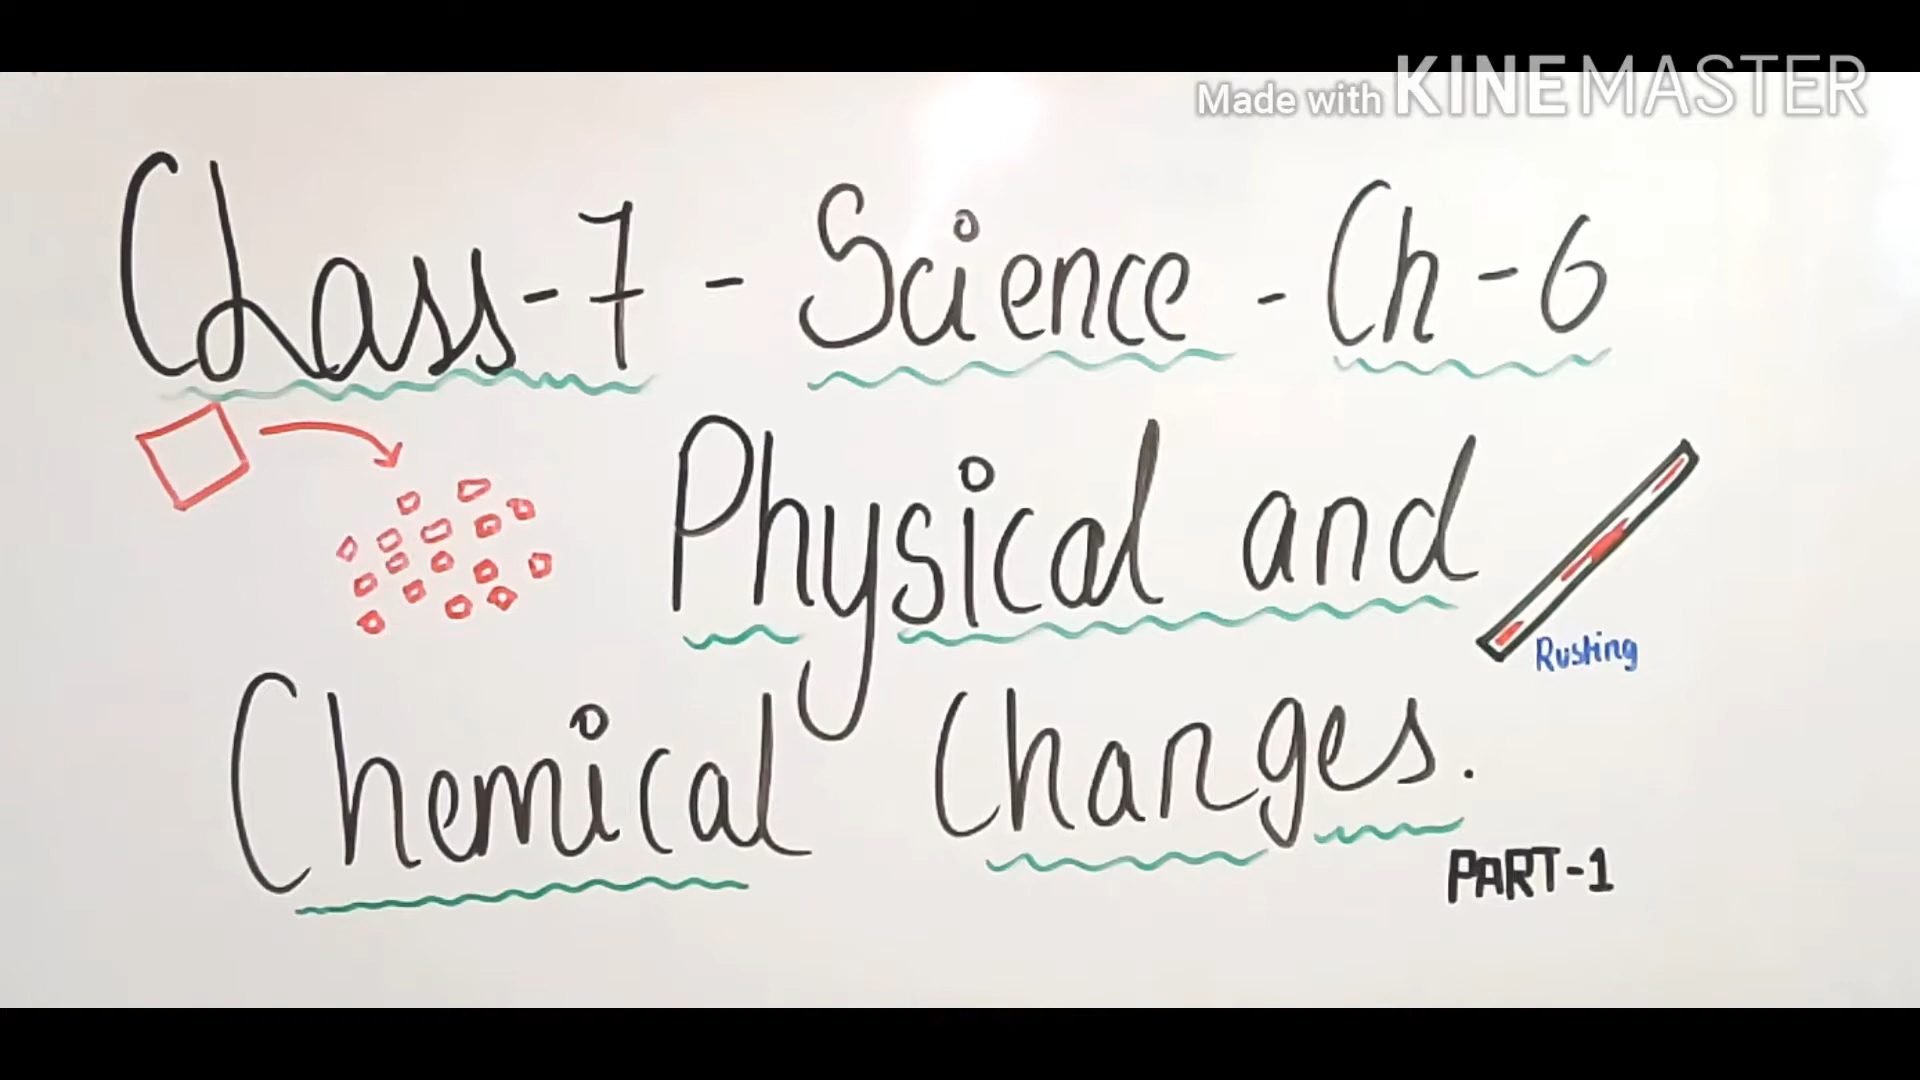 Made with KINEMASTER
Class-7 - Science - Ch - 6
Physical and
Rusting
Chemical Changes.
PART-1